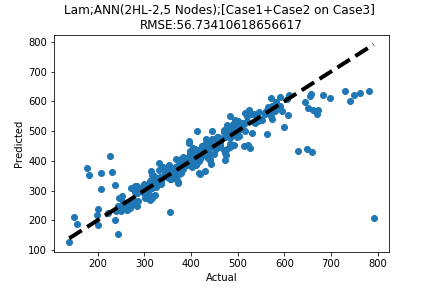 Lam;ANN(2HL-2,5 Nodes);[Case1+Case2 on Case3]
RMSE:56.73410618656617
800
700
600
500
400
300
200
100
Predicted
200 300 400 500 600 700 800
Actual